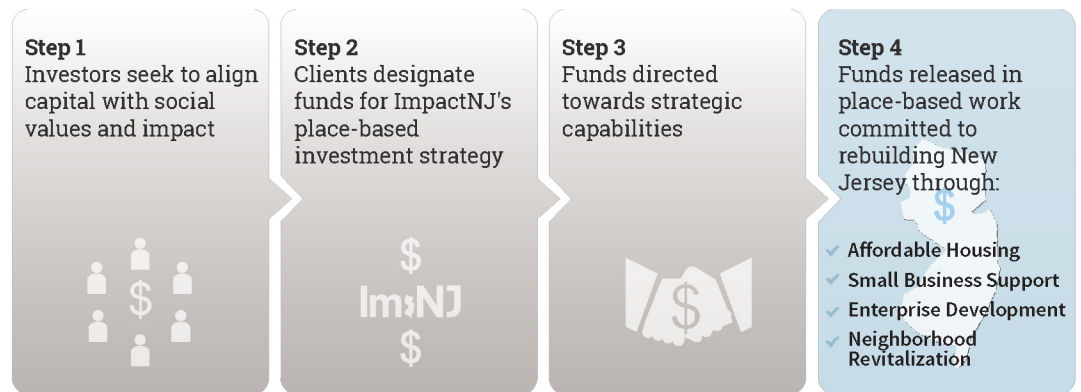 Step 1
Investors seek to align
capital with social
values and impact
$
Step 2
Clients designate
funds for ImpactNJ's
place-based
investment strategy
$
ImNJ
$
Step 3
Funds directed
towards strategic
capabilities
$
Step 4
Funds released in
place-based work
committed to
rebuilding New
Jersey through:
$
Affordable Housing
Small Business Support
Enterprise Development
Neighborhood
Revitalization